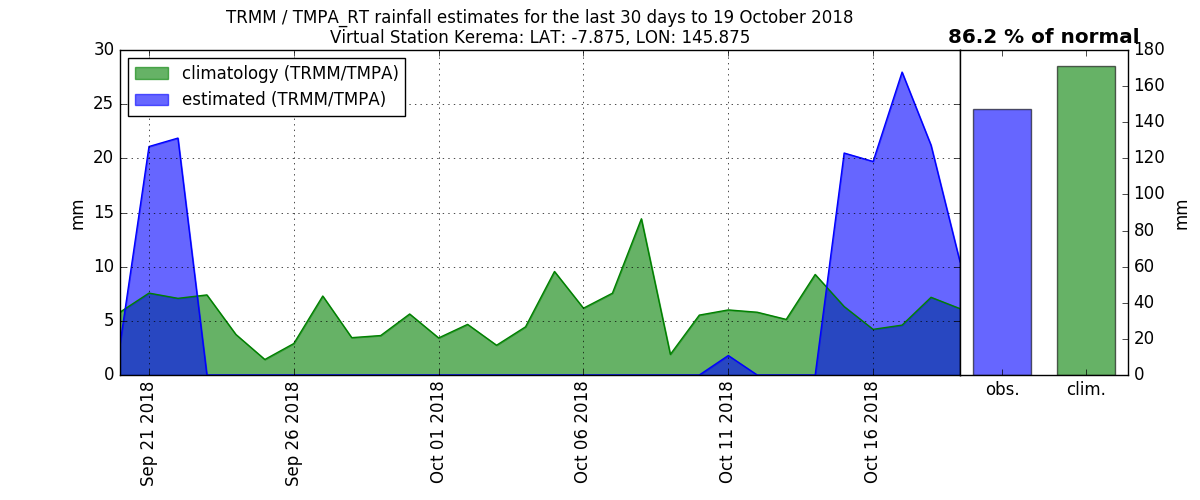 TRMM / TMPA_RT rainfall estimates for the last 30 days to 19 October 2018
Virtual Station Kerema: LAT: -7.875, LON: 145.875
86.2 % of normal
climatology (TRMM/TMPA)
estimated (TRMM/TMPA)
30
25
20
15
10
5
0
mm
Sep 21 2018
Sep 26 2018
Oct 01 2018
Oct 06 2018
Oct 11 2018
Oct 16 2018
180
160
140
120
100
80
60
40
20
0
mm
obs.
clim.